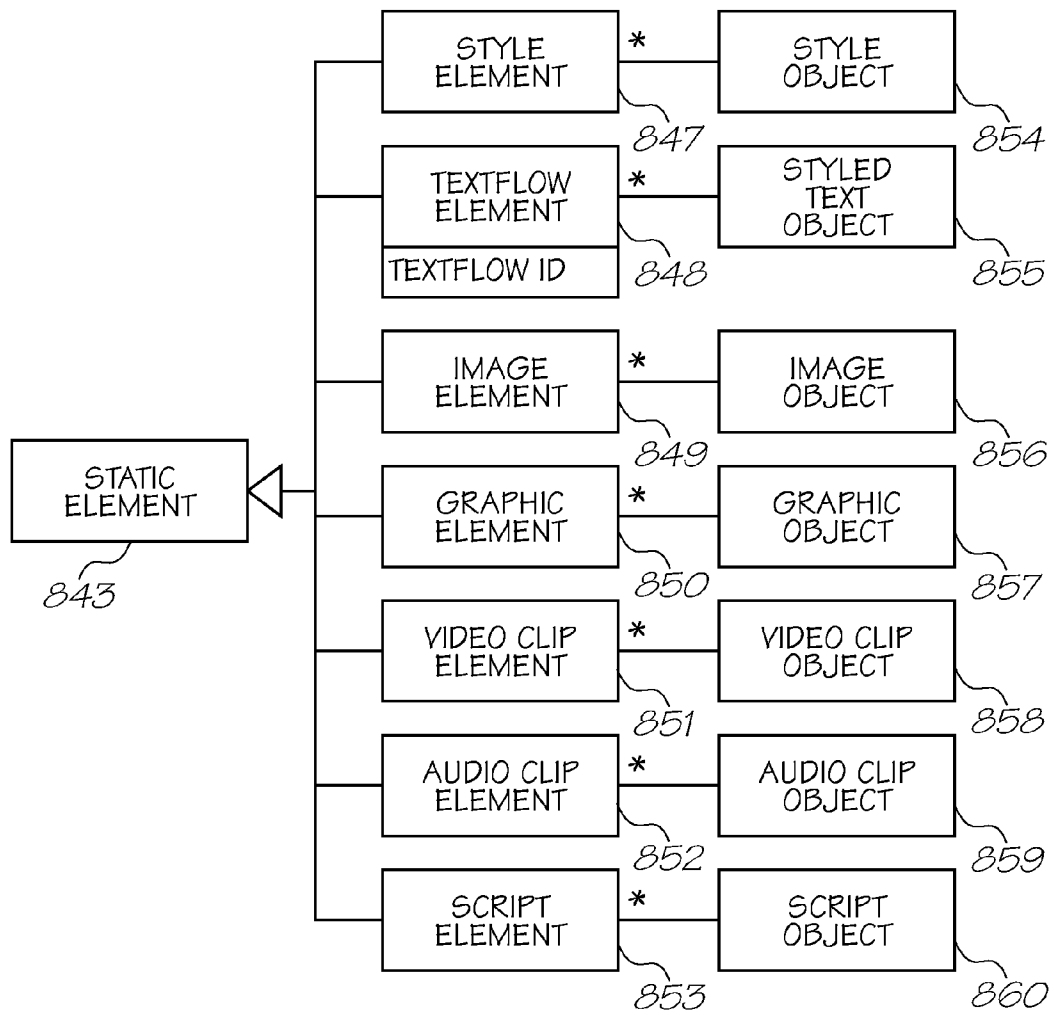 STYLE
ELEMENT
*
STYLE
OBJECT
847
854
TEXTFLOW
ELEMENT
*
STYLED
TEXT
OBJECT
TEXTFLOW ID
848
855
IMAGE
ELEMENT
*
IMAGE
OBJECT
849
856
STATIC
ELEMENT
843
GRAPHIC
ELEMENT
*
GRAPHIC
OBJECT
850
857
VIDEO CLIP
ELEMENT
*
VIDEO CLIP
OBJECT
851
858
AUDIO CLIP
ELEMENT
*
AUDIO CLIP
OBJECT
852
859
SCRIPT
ELEMENT
*
SCRIPT
OBJECT
853
860